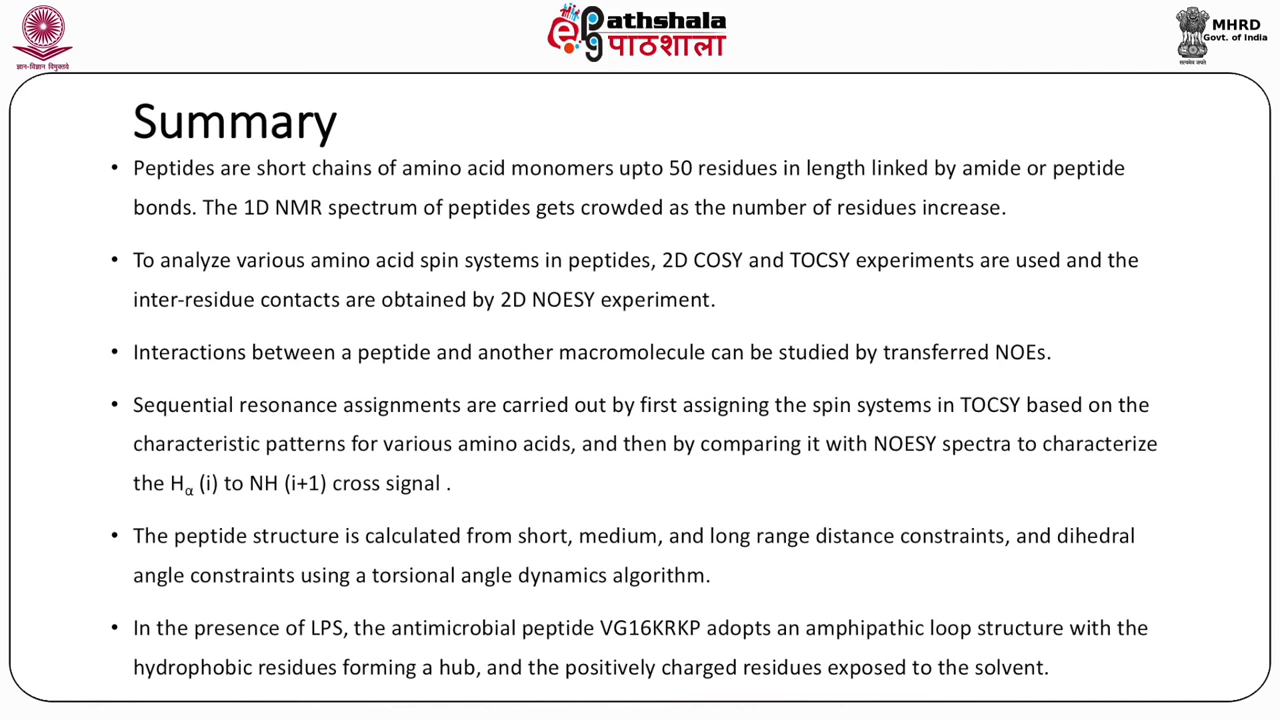 ज्ञान-विज्ञान विमुक्तये
ePathshala
पाठशाला
MHRD
Govt. of India
सत्यमेव जयते
Summary
• Peptides are short chains of amino acid monomers upto 50 residues in length linked by amide or peptide
bonds. The 1D NMR spectrum of peptides gets crowded as the number of residues increase.
• To analyze various amino acid spin systems in peptides, 2D COSY and TOCSY experiments are used and the
inter-residue contacts are obtained by 2D NOESY experiment.
• Interactions between a peptide and another macromolecule can be studied by transferred NOEs.
• Sequential resonance assignments are carried out by first assigning the spin systems in TOCSY based on the
characteristic patterns for various amino acids, and then by comparing it with NOESY spectra to characterize
the Hα (i) to NH (i+1) cross signal .
• The peptide structure is calculated from short, medium, and long range distance constraints, and dihedral
angle constraints using a torsional angle dynamics algorithm.
• In the presence of LPS, the antimicrobial peptide VG16KRKP adopts an amphipathic loop structure with the
hydrophobic residues forming a hub, and the positively charged residues exposed to the solvent.